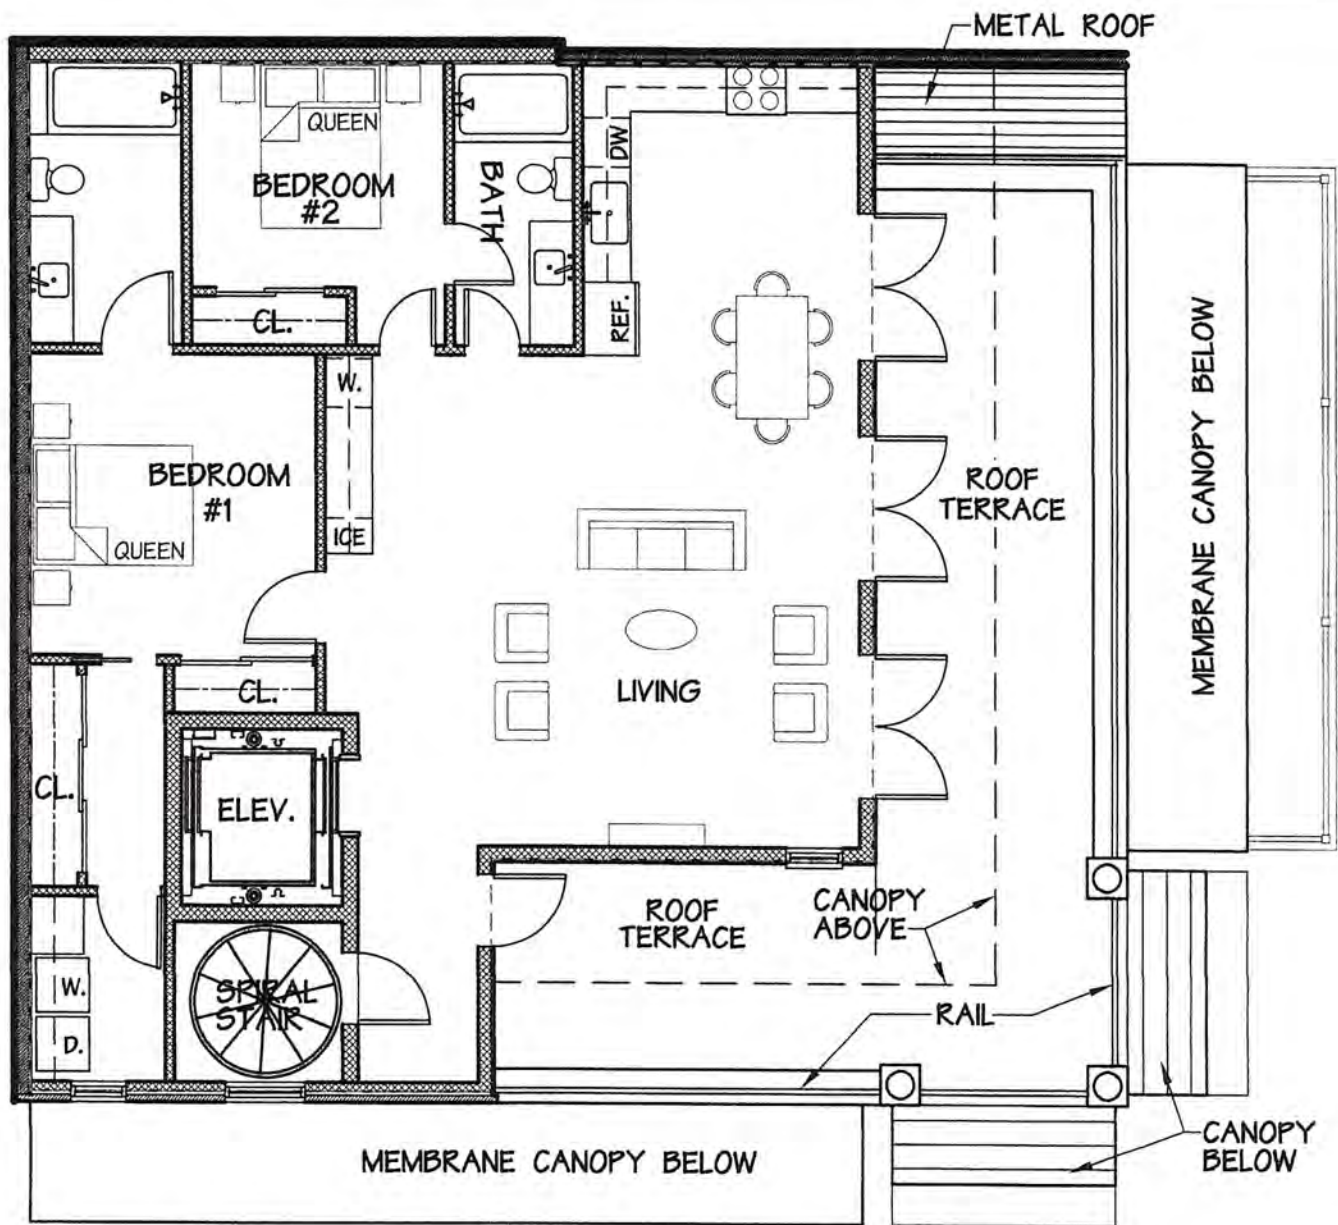 METAL ROOF
QUEEN
BEDROOM
#2
BATH
DW
CL.
REF.
W.
BEDROOM
#1
QUEEN
ICE
ROOF
TERRACE
MEMBRANE CANOPY BELOW
CL.
LIVING
CL.
ELEV.
ROOF
TERRACE
CANOPY
ABOVE
SPIRAL
STAIR
W.
D.
RAIL
MEMBRANE CANOPY BELOW
CANOPY
BELOW